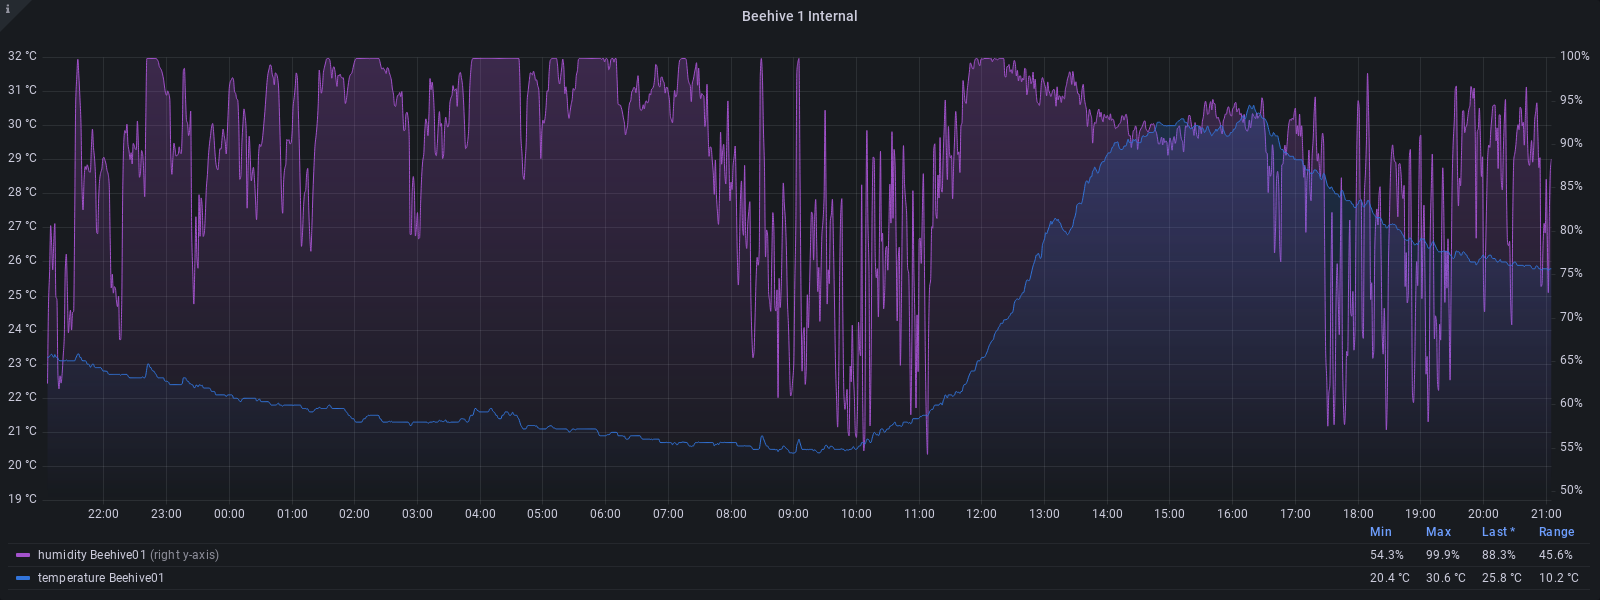 i
Beehive 1 Internal
32 °C
31 °C
30 °C
29 °C
28 °C
27 °C
26 °C
25 °C
24 °C
23 °C
22 °C
21 °C
20 °C
19 °C
100%
95%
90%
85%
80%
75%
70%
65%
60%
55%
50%
22:00 23:00 00:00 01:00 02:00 03:00 04:00 05:00 06:00 07:00 08:00 09:00 10:00 11:00 12:00 13:00 14:00 15:00 16:00 17:00 18:00 19:00 20:00 21:00
Min Max Last * Range
humidity Beehive01 (right y-axis) 54.3% 99.9% 88.3% 45.6%
temperature Beehive01 20.4 °C 30.6 °C 25.8 °C 10.2 °C